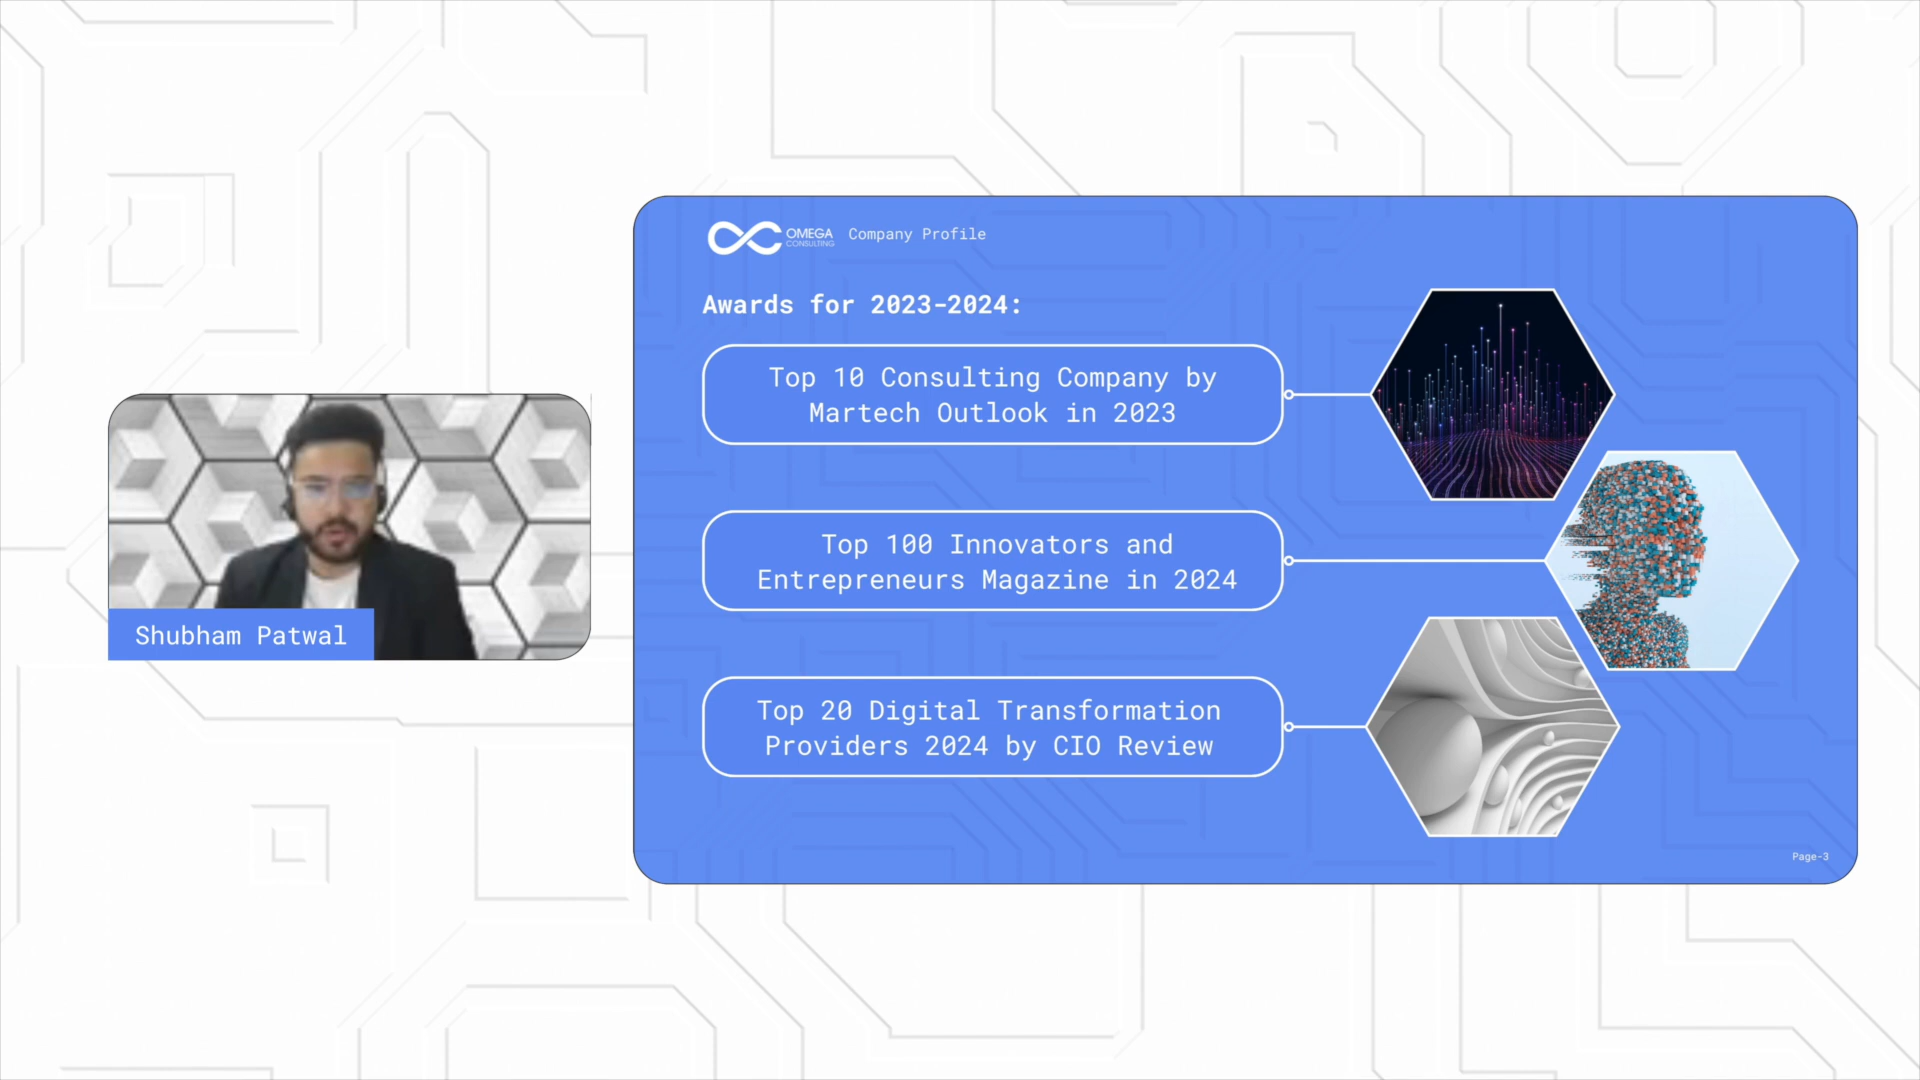 OMEGA
CONSULTING
Company Profile
Awards for 2023-2024:
Top 10 Consulting Company by
Martech Outlook in 2023
Top 100 Innovators and
Entrepreneurs Magazine in 2024
Top 20 Digital Transformation
Providers 2024 by CIO Review
Shubham Patwal
Page-3